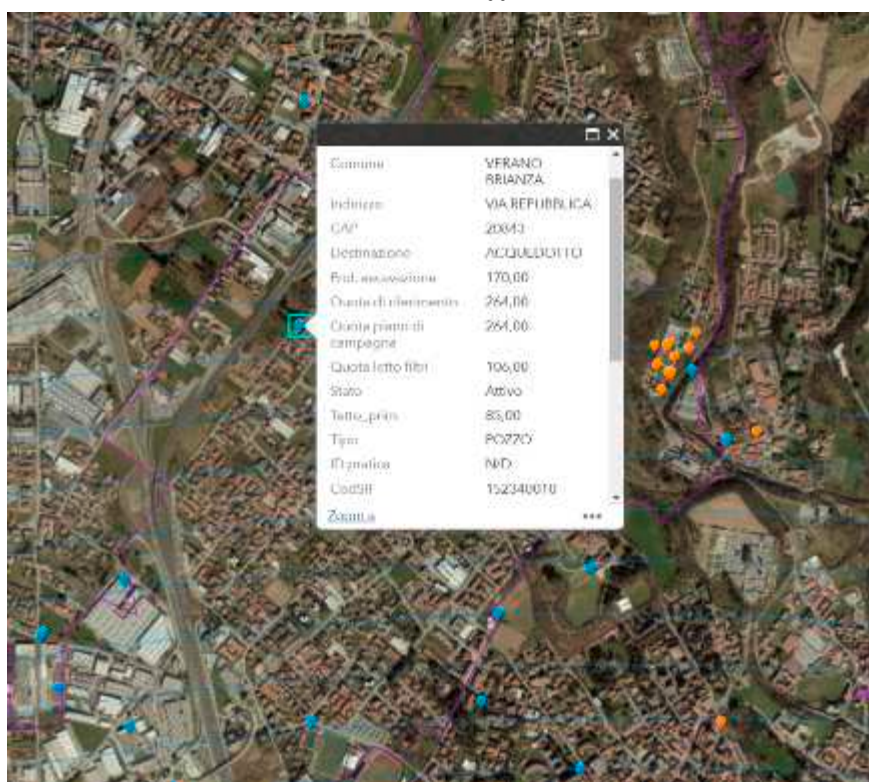 Comune VERANO
BRIANZA
Indirizzo VIA REPUBBLICA
CAP 20843
Destinazione ACQUEDOTTO
Prof. escavazione 170,00
Quota di riferimento 264,00
Quota piano di 264,00
campagna
Quota letto filtri 106,00
Stato Attivo
Tetto_prim 85,00
Tipo POZZO
ID pratica N/D
CodSIF 152340010
Zoom a